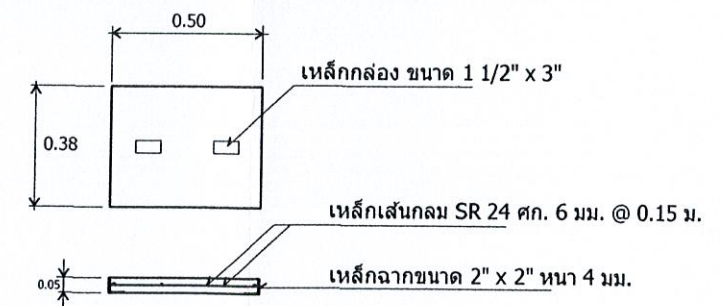 0.50
เหล็กกล่อง ขนาด 1 1/2" x 3"
0.38
เหล็กเส้นกลม SR 24 ศก. 6 มม. @ 0.15 ม.
0.05
เหล็กฉากขนาด 2" x 2" หนา 4 มม.